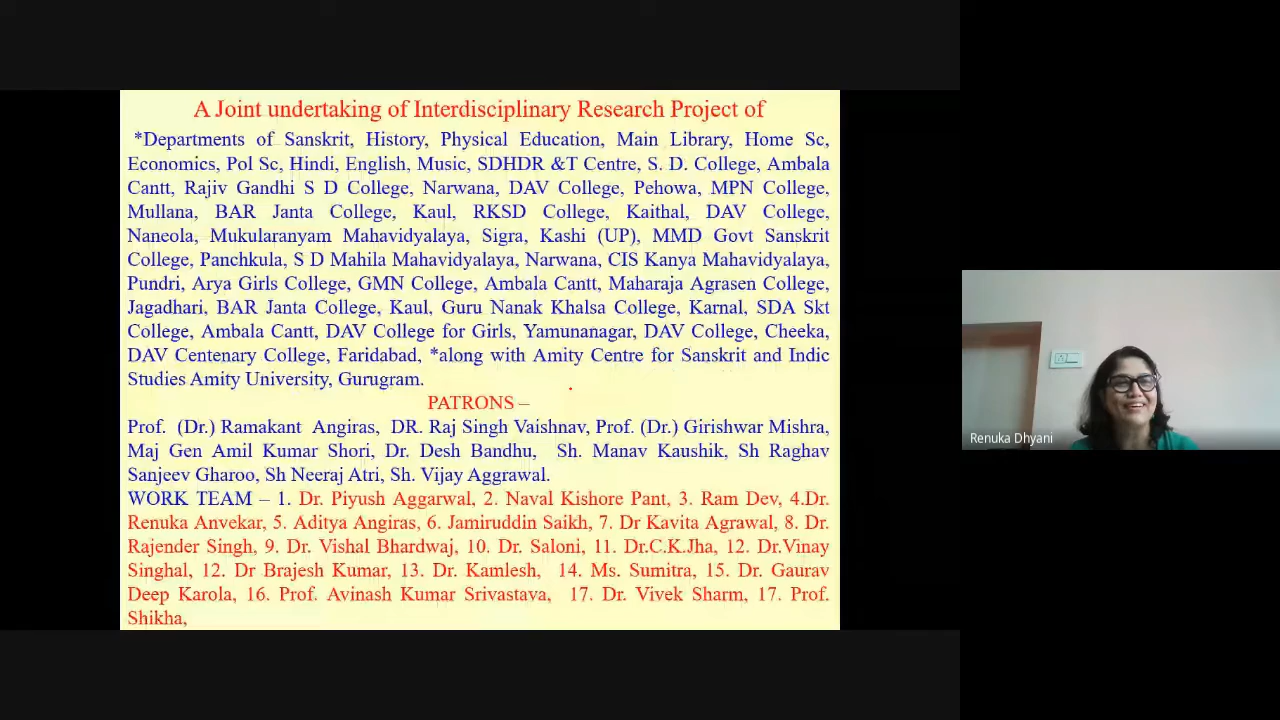 A Joint undertaking of Interdisciplinary Research Project of
*Departments of Sanskrit, History, Physical Education, Main Library, Home Sc,
Economics, Pol Sc, Hindi, English, Music, SDHDR &T Centre, S. D. College, Ambala
Cantt, Rajiv Gandhi S D College, Narwana, DAV College, Pehowa, MPN College,
Mullana, BAR Janta College, Kaul, RKSD College, Kaithal, DAV College,
Naneola, Mukularanyam Mahavidyalaya, Sigra, Kashi (UP), MMD Govt Sanskrit
College, Panchkula, S D Mahila Mahavidyalaya, Narwana, CIS Kanya Mahavidyalaya,
Pundri, Arya Girls College, GMN College, Ambala Cantt, Maharaja Agrasen College,
Jagadhari, BAR Janta College, Kaul, Guru Nanak Khalsa College, Karnal, SDA Skt
College, Ambala Cantt, DAV College for Girls, Yamunanagar, DAV College, Cheeka,
DAV Centenary College, Faridabad, *along with Amity Centre for Sanskrit and Indic
Studies Amity University, Gurugram.
PATRONS –
Prof. (Dr.) Ramakant Angiras, DR. Raj Singh Vaishnav, Prof. (Dr.) Girishwar Mishra,
Maj Gen Amil Kumar Shori, Dr. Desh Bandhu, Sh. Manav Kaushik, Sh Raghav
Sanjeev Gharoo, Sh Neeraj Atri, Sh. Vijay Aggrawal.
WORK TEAM – 1. Dr. Piyush Aggarwal, 2. Naval Kishore Pant, 3. Ram Dev, 4.Dr.
Renuka Anvekar, 5. Aditya Angiras, 6. Jamiruddin Saikh, 7. Dr Kavita Agrawal, 8. Dr.
Rajender Singh, 9. Dr. Vishal Bhardwaj, 10. Dr. Saloni, 11. Dr.C.K.Jha, 12. Dr.Vinay
Singhal, 12. Dr Brajesh Kumar, 13. Dr. Kamlesh, 14. Ms. Sumitra, 15. Dr. Gaurav
Deep Karola, 16. Prof. Avinash Kumar Srivastava, 17. Dr. Vivek Sharm, 17. Prof.
Shikha,
Renuka Dhyani